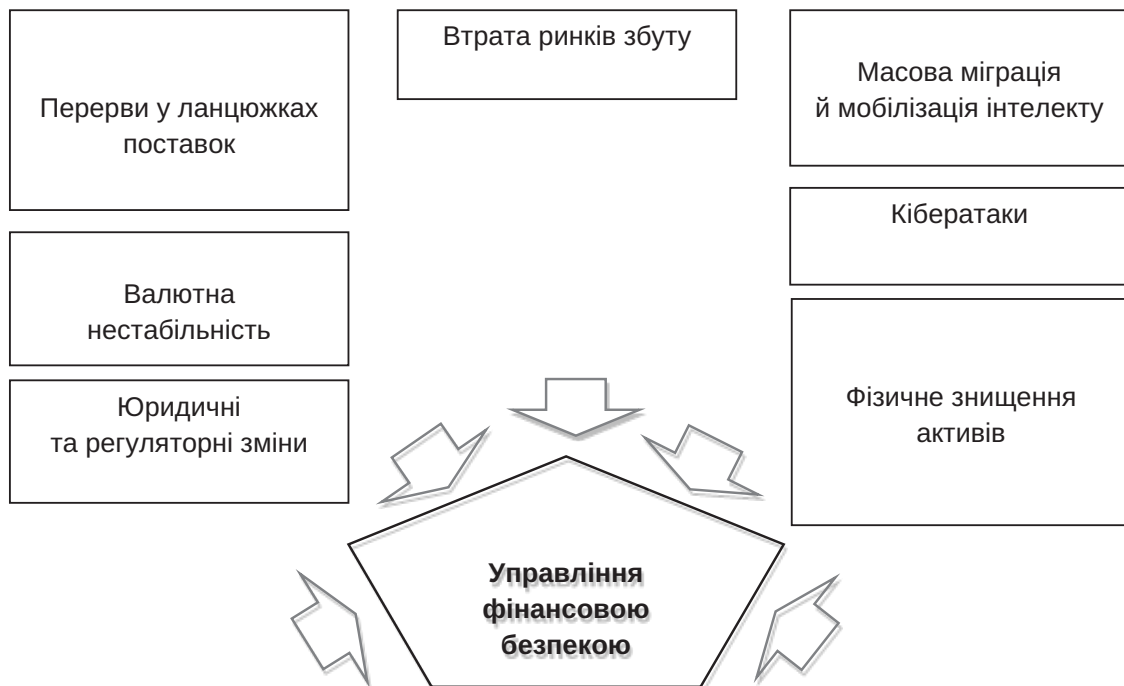 Перерви у ланцюжках
поставок
Валютна
нестабільність
Юридичні
та регуляторні зміни
Втрата ринків збуту
Масова міграція
й мобілізація інтелекту
Кібератаки
Фізичне знищення
активів
Управління
фінансовою
безпекою